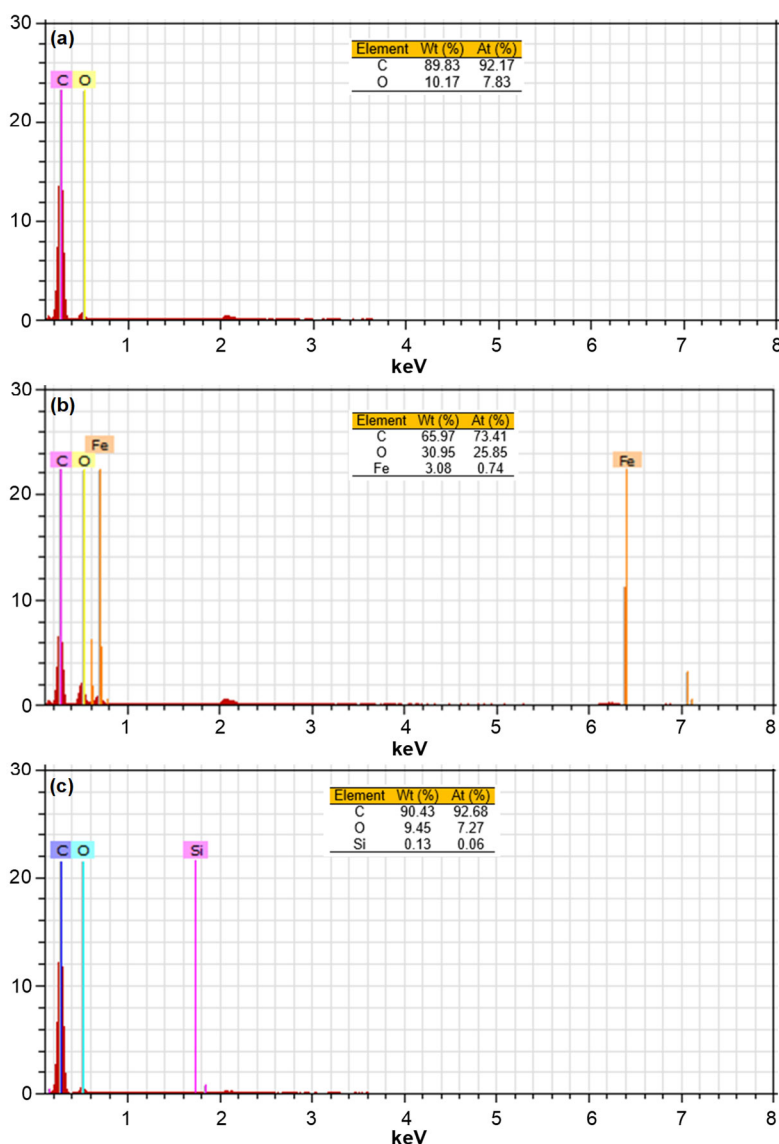 30
(a)
Element Wt (%) At (%)
C 89.83 92.17
O 10.17 7.83
C O
20
10
0
1 2 3 4 5 6 7 8
keV
30
(b)
Element Wt (%) At (%)
C 65.97 73.41
O 30.95 25.85
Fe 3.08 0.74
Fe
C O Fe
20
10
0
1 2 3 4 5 6 7 8
keV
30
(c)
Element Wt (%) At (%)
C 90.43 92.68
O 9.45 7.27
Si 0.13 0.06
C O Si
20
10
0
1 2 3 4 5 6 7 8
keV